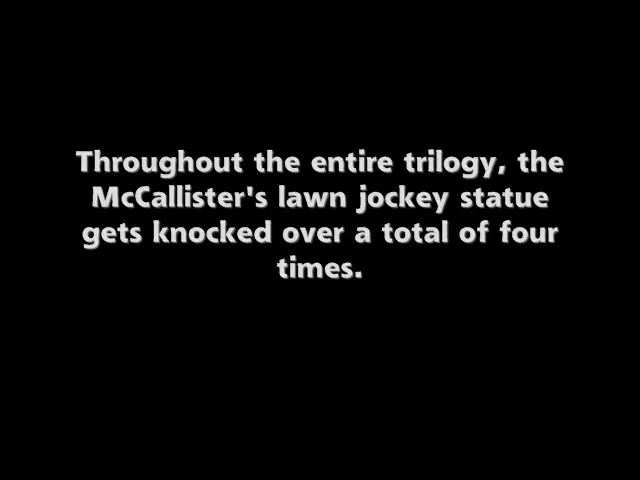 Throughout the entire trilogy, the
McCallister's lawn jockey statue
gets knocked over a total of four
times.